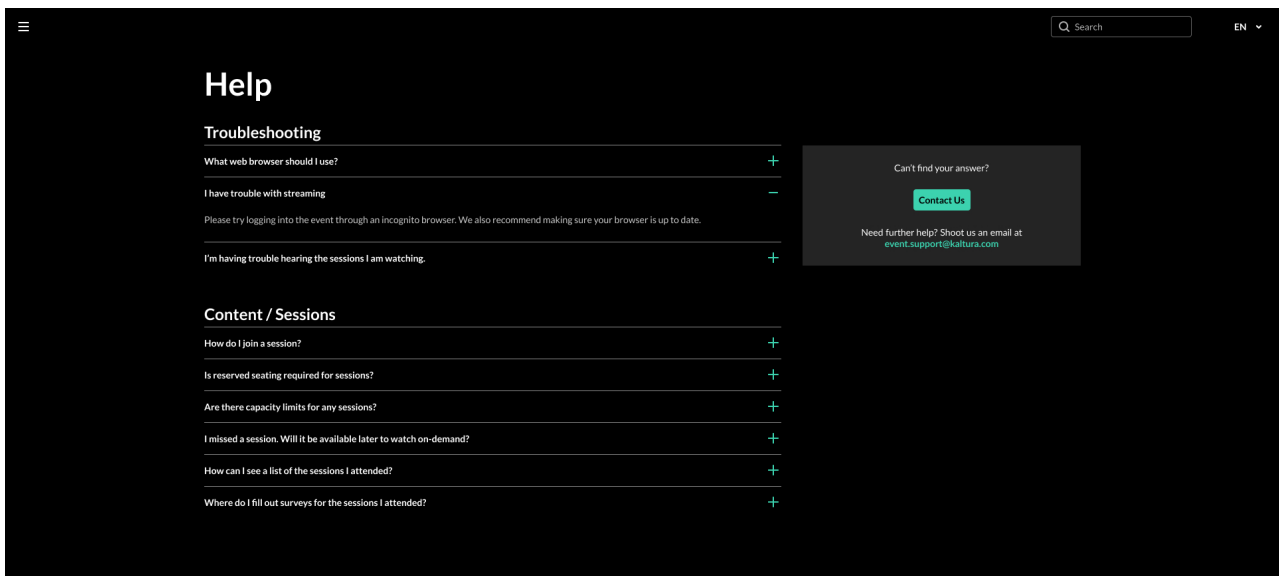 Search
EN
Help
Troubleshooting
What web browser should I use?
I have trouble with streaming
Please try logging into the event through an incognito browser. We also recommend making sure your browser is up to date.
I'm having trouble hearing the sessions I am watching.
Can't find your answer?
Contact Us
Need further help? Shoot us an email at
event.support@kaltura.com
Content / Sessions
How do I join a session?
Is reserved seating required for sessions?
Are there capacity limits for any sessions?
I missed a session. Will it be available later to watch on-demand?
How can I see a list of the sessions I attended?
Where do I fill out surveys for the sessions I attended?